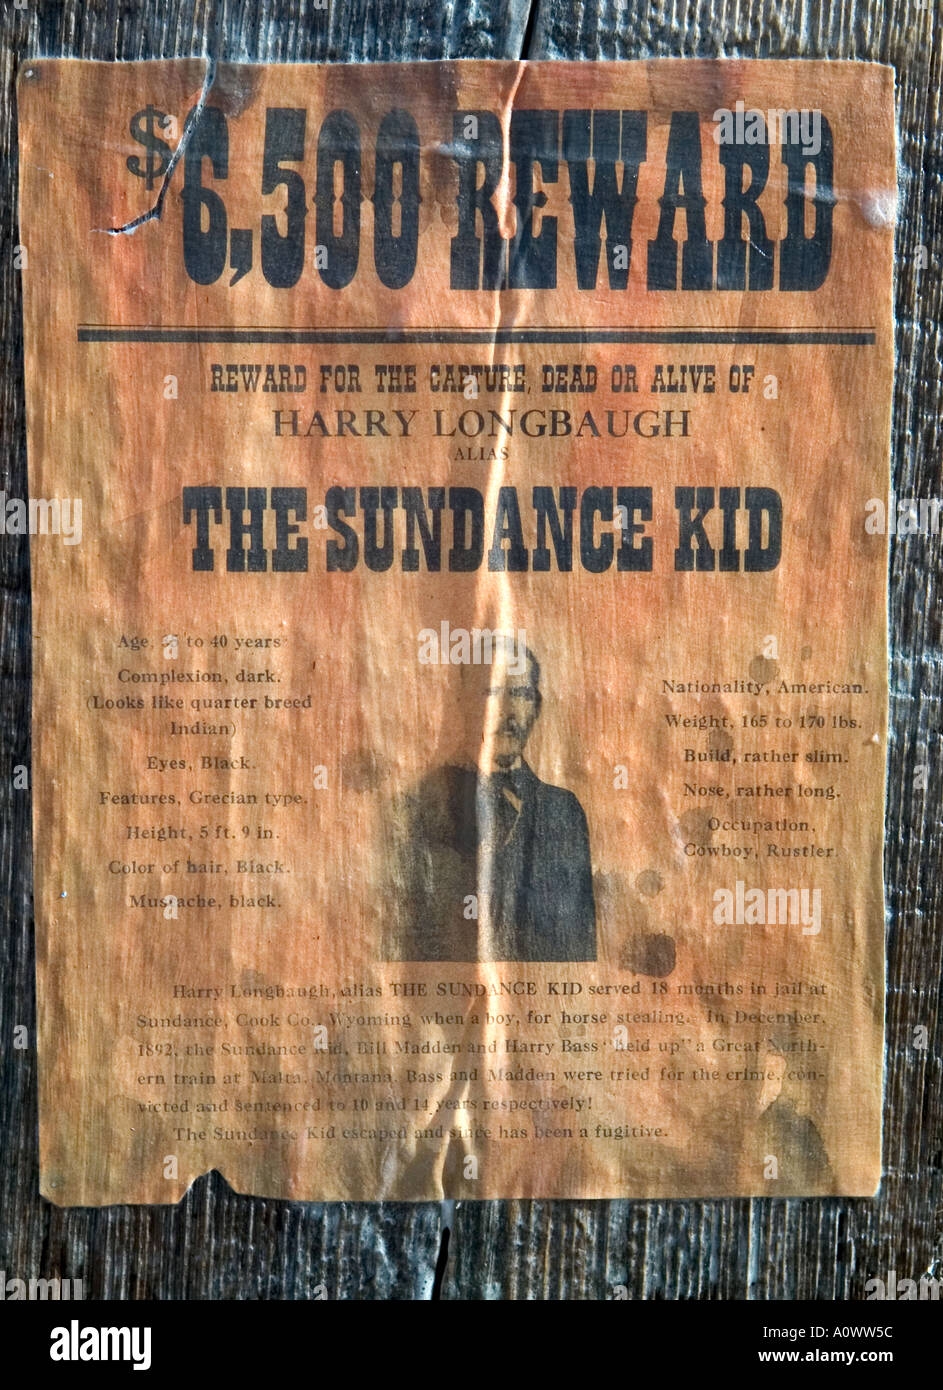 $6,500 REWARD
REWARD FOR THE CAPTURE, DEAD OR ALIVE OF
HARRY LONGBAUGH
ALIAS
THE SUNDANCE KID
Age, 35 to 40 years
Complexion, dark.
(Looks like quarter breed
Indian)
Eyes, Black.
Features, Grecian type.
Height, 5 ft. 9 in.
Color of hair, Black.
Mustache, black.
Nationality, American.
Weight, 165 to 170 lbs.
Build, rather slim.
Nose, rather long.
Occupation,
Cowboy, Rustler.
Harry Longbaugh, alias THE SUNDANCE KID served 18 months in jail at
Sundance, Cook Co., Wyoming when a boy, for horse stealing. In December,
1892, the Sundance Kid, Bill Madden and Harry Bass "held up" a Great North-
ern train at Malta, Montana. Bass and Madden were tried for the crime, con-
victed and sentenced to 10 and 14 years respectively!
The Sundance Kid escaped and since has been a fugitive.
alamy
alamy
Image ID: A0WW5C
www.alamy.com